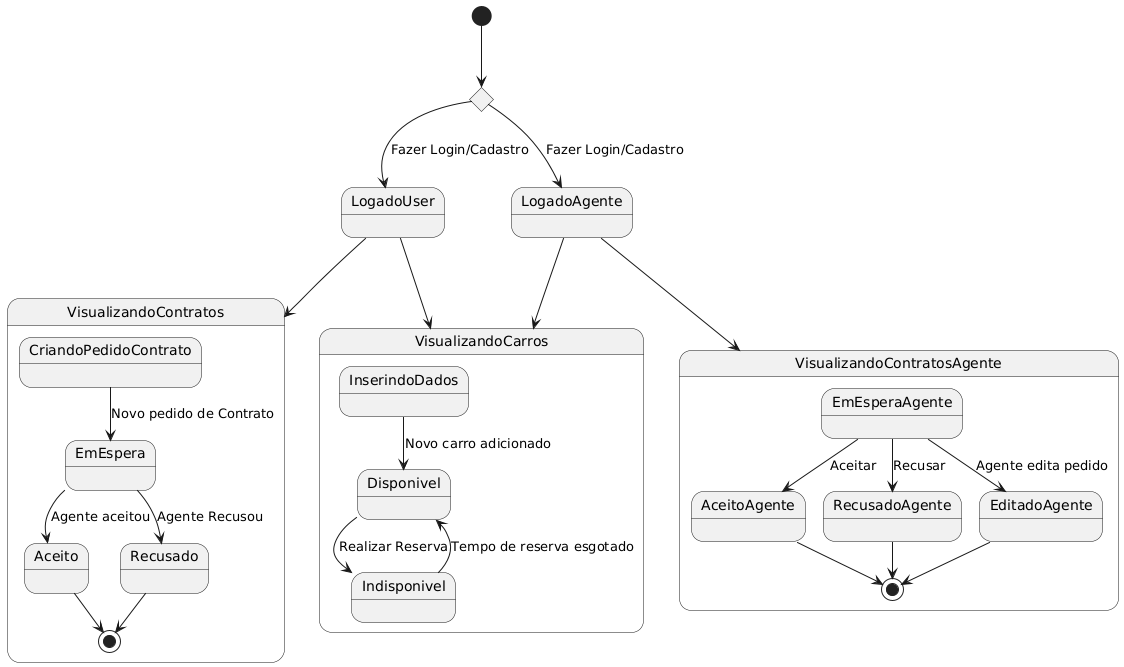 Fazer Login/Cadastro
Fazer Login/Cadastro
LogadoUser
LogadoAgente
VisualizandoContratos
CriandoPedidoContrato
Novo pedido de Contrato
EmEspera
Agente aceitou
Agente Recusou
Aceito
Recusado
VisualizandoCarros
InserindoDados
Novo carro adicionado
Disponivel
Realizar Reserva
Tempo de reserva esgotado
Indisponivel
VisualizandoContratosAgente
EmEsperaAgente
Aceitar
Recusar
Agente edita pedido
AceitoAgente
RecusadoAgente
EditadoAgente